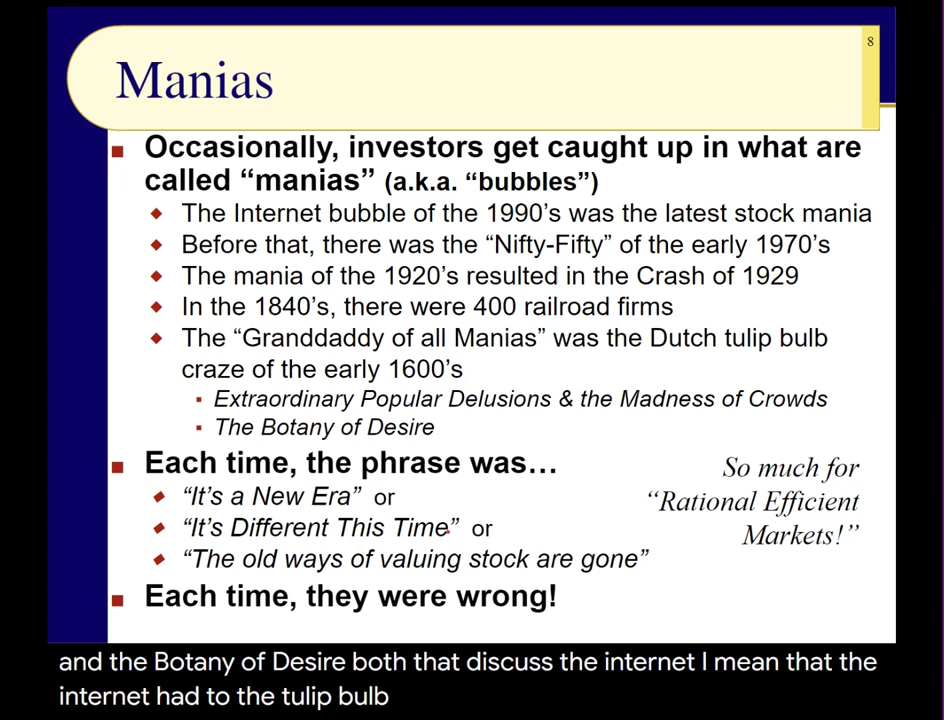 8
Manias
Occasionally, investors get caught up in what are
called “manias” (a.k.a. “bubbles”)
The Internet bubble of the 1990’s was the latest stock mania
Before that, there was the “Nifty-Fifty” of the early 1970’s
The mania of the 1920’s resulted in the Crash of 1929
In the 1840’s, there were 400 railroad firms
The “Granddaddy of all Manias” was the Dutch tulip bulb
craze of the early 1600’s
Extraordinary Popular Delusions & the Madness of Crowds
The Botany of Desire
Each time, the phrase was…
“It’s a New Era” or
“It’s Different This Time” or
“The old ways of valuing stock are gone”
So much for
“Rational Efficient
Markets!”
Each time, they were wrong!
and the Botany of Desire both that discuss the internet I mean that the
internet had to the tulip bulb